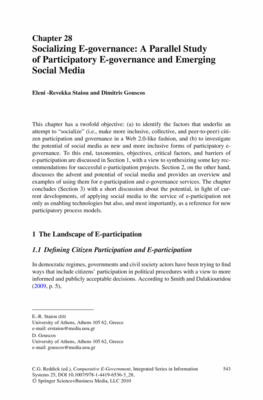 Chapter 28
Socializing E-governance: A Parallel Study
of Participatory E-governance and Emerging
Social Media
Eleni -Revekka Staiou and Dimitris Gouscos
This chapter has a twofold objective: (a) to identify the factors that underlie an
attempt to “socialize” (i.e., make more inclusive, collective, and peer-to-peer) citi-
zen participation and governance in a Web 2.0-like fashion, and (b) to investigate
the potential of social media as new and more inclusive forms of participatory e-
governance. To this end, taxonomies, objectives, critical factors, and barriers of
e-participation are discussed in Section 1, with a view to synthesizing some key rec-
ommendations for successful e-participation projects. Section 2, on the other hand,
discusses the advent and potential of social media and provides an overview and
examples of using them for e-participation and e-governance services. The chapter
concludes (Section 3) with a short discussion about the potential, in light of cur-
rent developments, of applying social media to the service of e-participation not
only as enabling technologies but also, and most importantly, as a reference for new
participatory process models.
1 The Landscape of E-participation
1.1 Defining Citizen Participation and E-participation
In democratic regimes, governments and civil society actors have been trying to find
ways that include citizens’ participation in political procedures with a view to more
informed and publicly acceptable decisions. According to Smith and Dalakiouridou
(2009, p. 5),
E.-R. Staiou (✉)
University of Athens, Athens 105 62, Greece
e-mail: erstaiou@media.uoa.gr
D. Gouscos
University of Athens, Athens 105 62, Greece
e-mail: gouscos@media.uoa.gr
C.G. Reddick (ed.), Comparative E-Government, Integrated Series in Information
Systems 25, DOI 10.1007/978-1-4419-6536-3_28,
© Springer Science+Business Media, LLC 2010
543